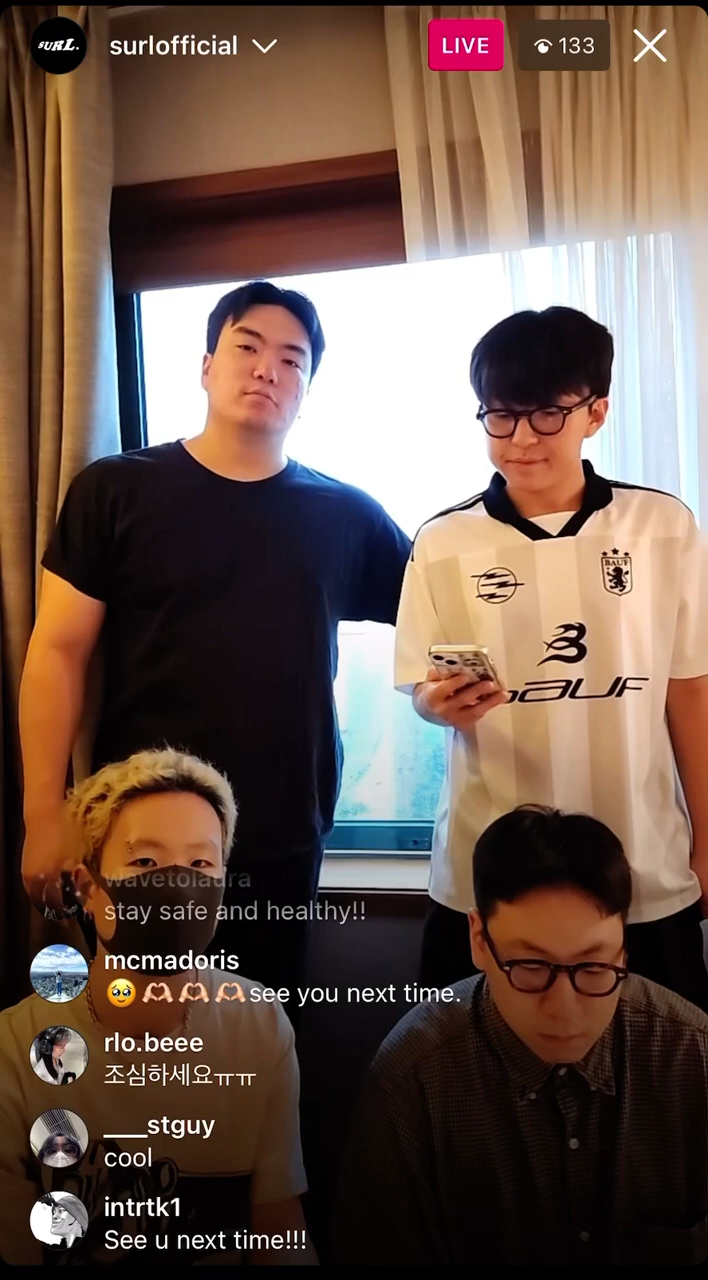 SURL.
surlofficial
LIVE
133
BAUF
bauf
wavetolaura
stay safe and healthy!!
mcmadoris
🥹🫶🫶🫶see you next time.
rlo.beee
조심하세요ㅠㅠ
___stguy
cool
intrtk1
See u next time!!!